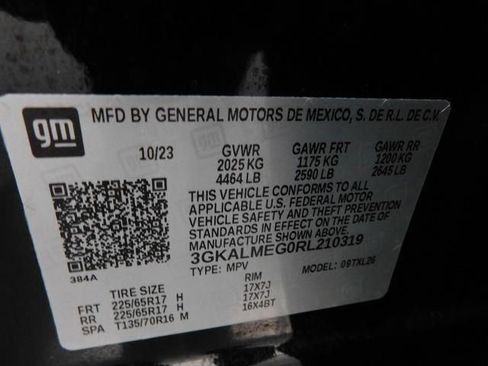 gm
MFD BY GENERAL MOTORS DE MEXICO, S. DE R.L. DE C.V.
10/23 GVWR GAWR FRT GAWR RR
2025 KG 1175 KG 1200 KG
4464 LB 2590 LB 2645 LB
THIS VEHICLE CONFORMS TO ALL
APPLICABLE U.S. FEDERAL MOTOR
VEHICLE SAFETY AND THEFT PREVENTION
STANDARDS IN EFFECT ON THE DATE OF
MANUFACTURE SHOWN ABOVE.
3GKALMEG0RL210319
384A
TYPE: MPV MODEL: 09TXL26
TIRE SIZE RIM
FRT 225/65R17 H 17X7J
RR 225/65R17 H 17X7J
SPA T135/70R16 M 16X4BT